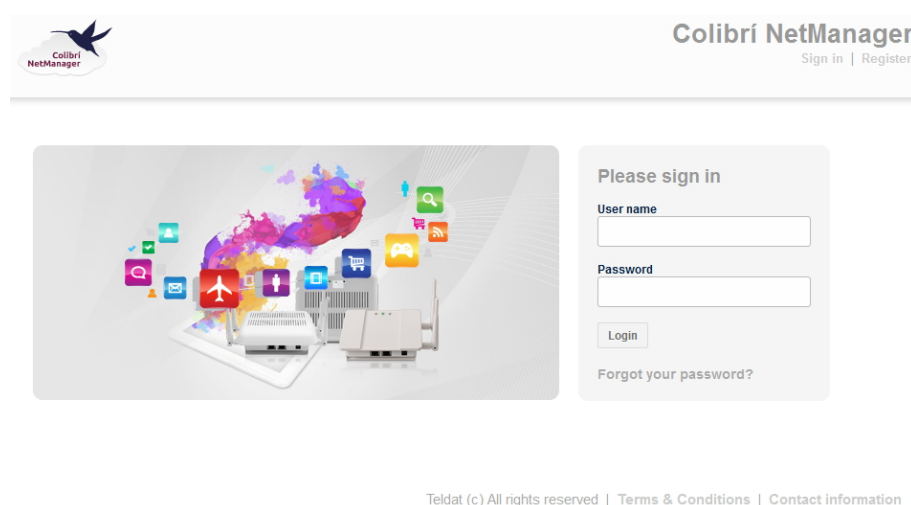 Colibrí
NetManager
Colibrí NetManager
Sign in | Register
Please sign in
User name
Password
Login
Forgot your password?
Teldat (c) All rights reserved | Terms & Conditions | Contact information